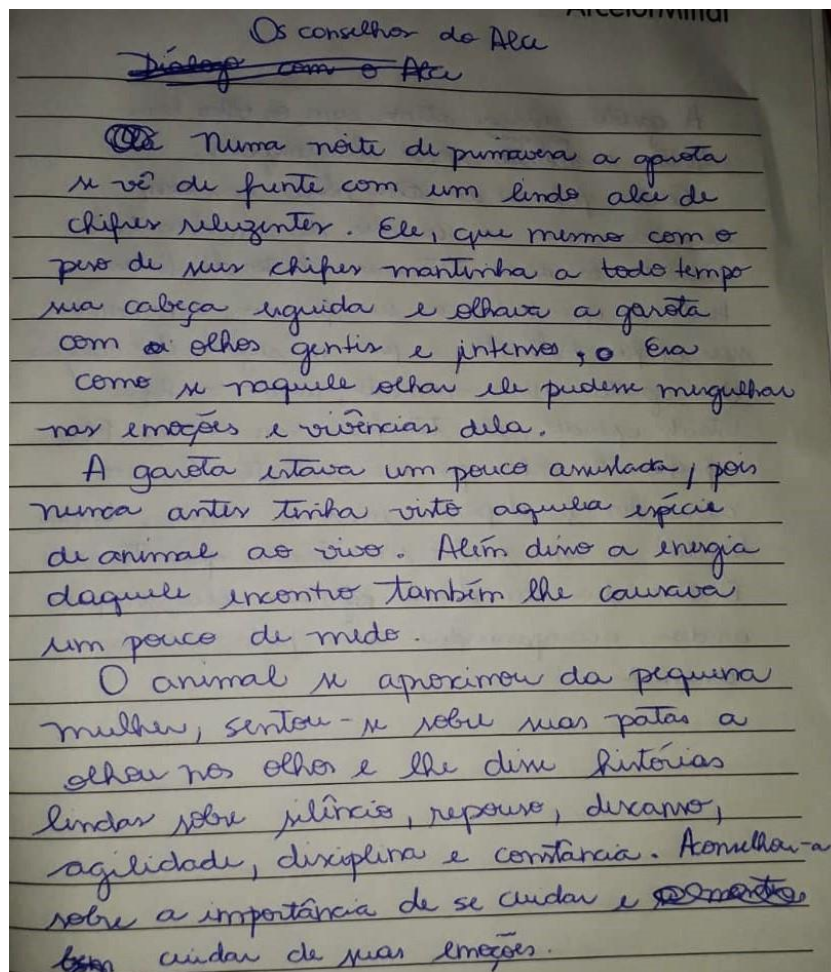 ArcelorMittal
Os conselhos do Alce
Diálogo com o Alce
Numa noite de primavera a garota
se vê de frente com um lindo alce de
chifres reluzentes. Ele, que mesmo com o
peso de seus chifres mantinha a todo tempo
sua cabeça erguida e olhava a garota
com olhos gentis e intensos, o Era
como se naquele olhar ele pudesse mergulhar
nas emoções e vivências dela.
A garota estava um pouco assustada, pois
nunca antes tinha visto aquela espécie
de animal ao vivo. Além disso a energia
daquele encontro também lhe causava
um pouco de medo.
O animal se aproximou da pequena
mulher, sentou-se sobre suas patas a
olhou nos olhos e lhe disse histórias
lindas sobre silêncio, repouso, descanso,
agilidade, disciplina e constância. Aconselhou-a
sobre a importância de se cuidar e
bem cuidar de suas emoções.